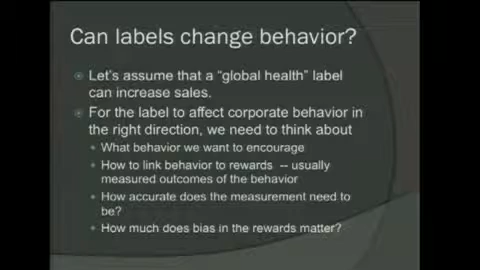 Can labels change behavior?
Let's assume that a "global health" label
can increase sales.
For the label to affect corporate behavior in
the right direction, we need to think about
What behavior we want to encourage
How to link behavior to rewards -- usually
measured outcomes of the behavior
How accurate does the measurement need to
be?
How much does bias in the rewards matter?